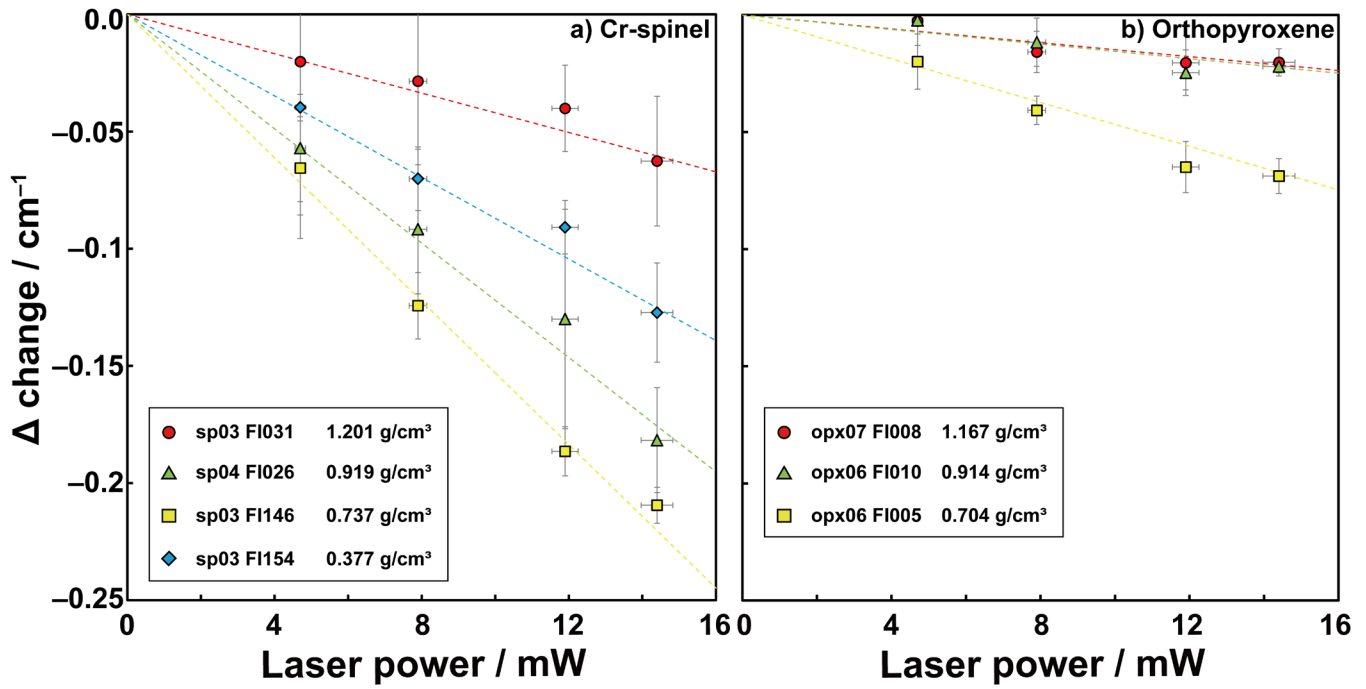 a) Cr-spinel
b) Orthopyroxene
Δ change / cm⁻¹
0.0
−0.05
−0.1
−0.15
−0.2
−0.25
sp03 FI031 1.201 g/cm³
sp04 FI026 0.919 g/cm³
sp03 FI146 0.737 g/cm³
sp03 FI154 0.377 g/cm³
opx07 FI008 1.167 g/cm³
opx06 FI010 0.914 g/cm³
opx06 FI005 0.704 g/cm³
0 4 8 12 16
0 4 8 12 16
Laser power / mW
Laser power / mW